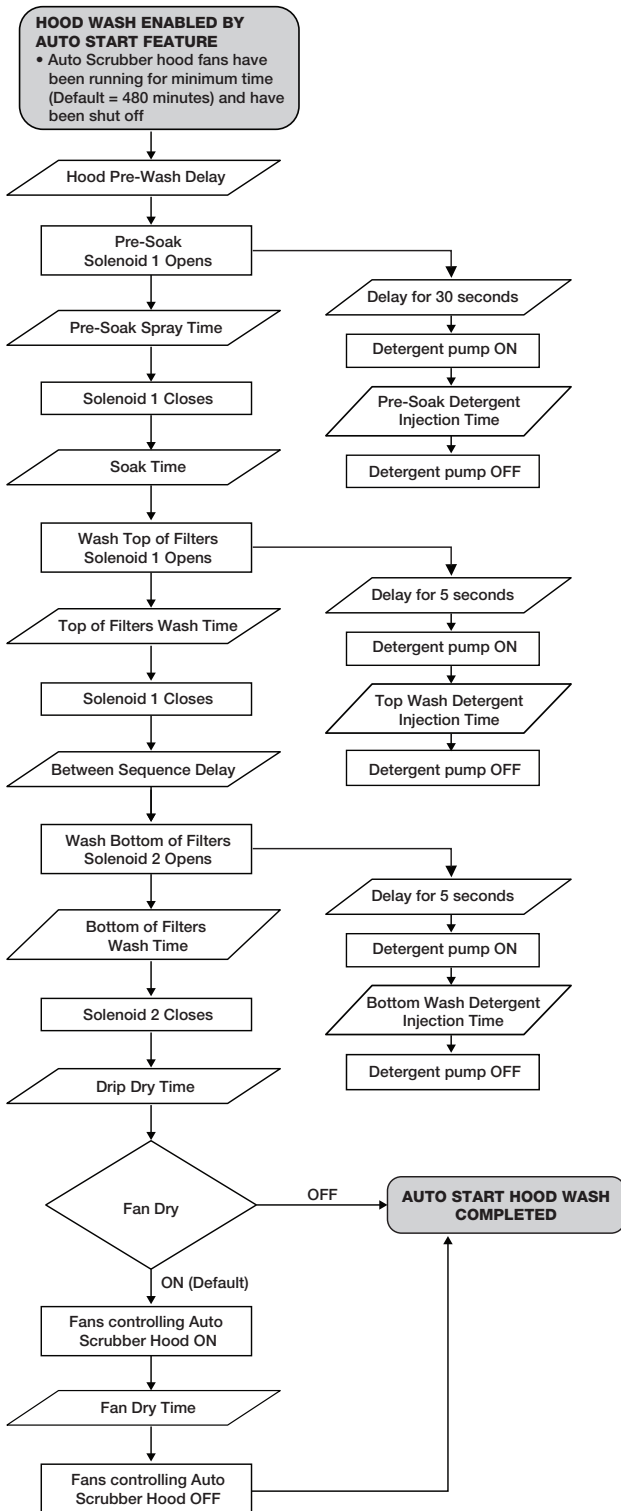 HOOD WASH ENABLED BY
AUTO START FEATURE
• Auto Scrubber hood fans have
been running for minimum time
(Default = 480 minutes) and have
been shut off
Hood Pre-Wash Delay
Pre-Soak
Solenoid 1 Opens
Delay for 30 seconds
Pre-Soak Spray Time
Detergent pump ON
Solenoid 1 Closes
Pre-Soak Detergent
Injection Time
Soak Time
Detergent pump OFF
Wash Top of Filters
Solenoid 1 Opens
Delay for 5 seconds
Top of Filters Wash Time
Detergent pump ON
Solenoid 1 Closes
Top Wash Detergent
Injection Time
Between Sequence Delay
Detergent pump OFF
Wash Bottom of Filters
Solenoid 2 Opens
Delay for 5 seconds
Bottom of Filters
Wash Time
Detergent pump ON
Solenoid 2 Closes
Bottom Wash Detergent
Injection Time
Drip Dry Time
Detergent pump OFF
Fan Dry
OFF
AUTO START HOOD WASH
COMPLETED
ON (Default)
Fans controlling Auto
Scrubber Hood ON
Fan Dry Time
Fans controlling Auto
Scrubber Hood OFF